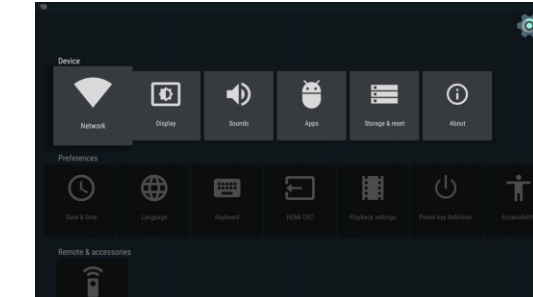 Device
Network
Display
Sounds
Apps
Storage & reset
About
Preferences
Date & time
Language
Keyboard
HDMI CEC
Playback settings
Power key definition
Accessibilit
Remote & accessories